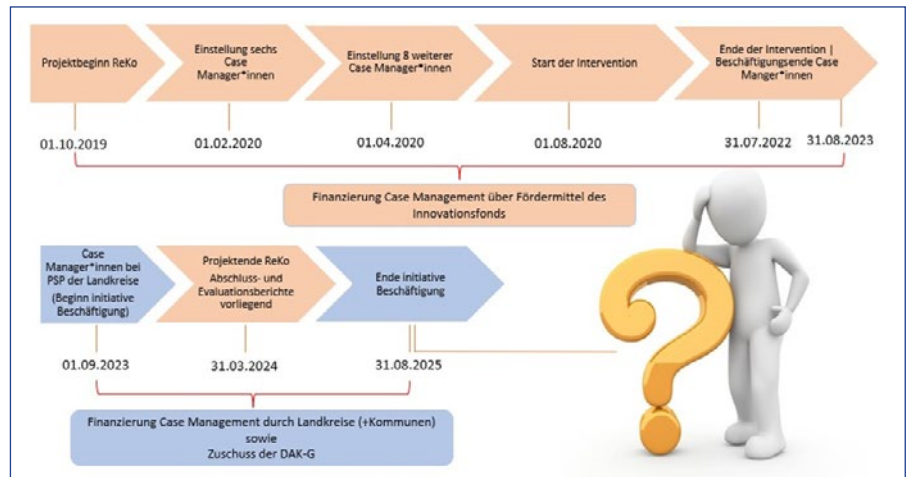 Projektbeginn ReKo
Einstellung sechs
Case
Manager*innen
Einstellung 8 weiterer
Case Manager*innen
Start der Intervention
Ende der Intervention |
Beschäftigungsende Case
Manger*innen
01.10.2019
01.02.2020
01.04.2020
01.08.2020
31.07.2022
31.08.2023
Finanzierung Case Management über Fördermittel des
Innovationsfonds
Case
Manager*innen bei
PSP der Landkreise
(Beginn initiative
Beschäftigung)
Projektende ReKo
Abschluss- und
Evaluationsberichte
vorliegend
Ende initiative
Beschäftigung
01.09.2023
31.03.2024
31.08.2025
Finanzierung Case Management durch Landkreise (+Kommunen)
sowie
Zuschuss der DAK-G